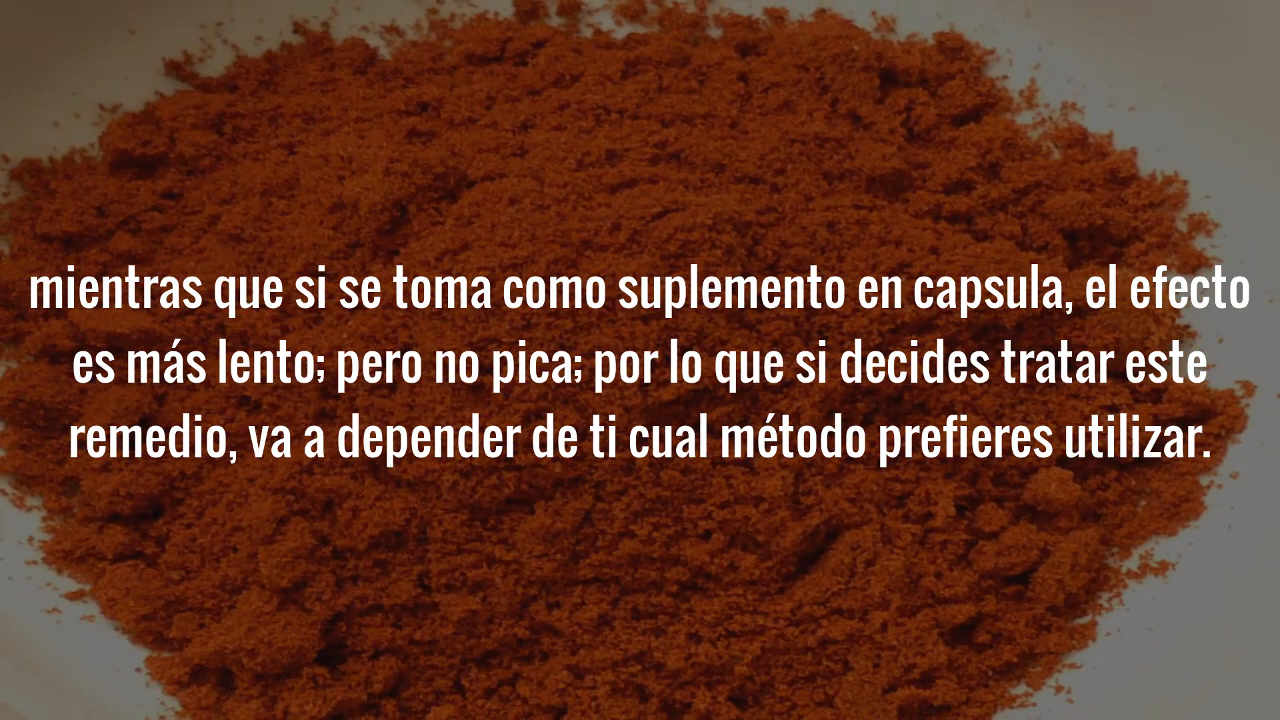 mientras que si se toma como suplemento en capsula, el efecto
es más lento; pero no pica; por lo que si decides tratar este
remedio, va a depender de ti cual método prefieres utilizar.